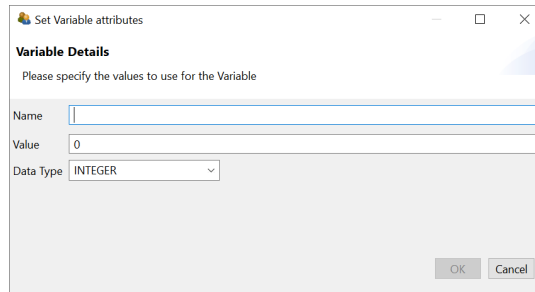 Set Variable attributes
Variable Details
Please specify the values to use for the Variable
Name
Value 0
Data Type INTEGER
OK Cancel